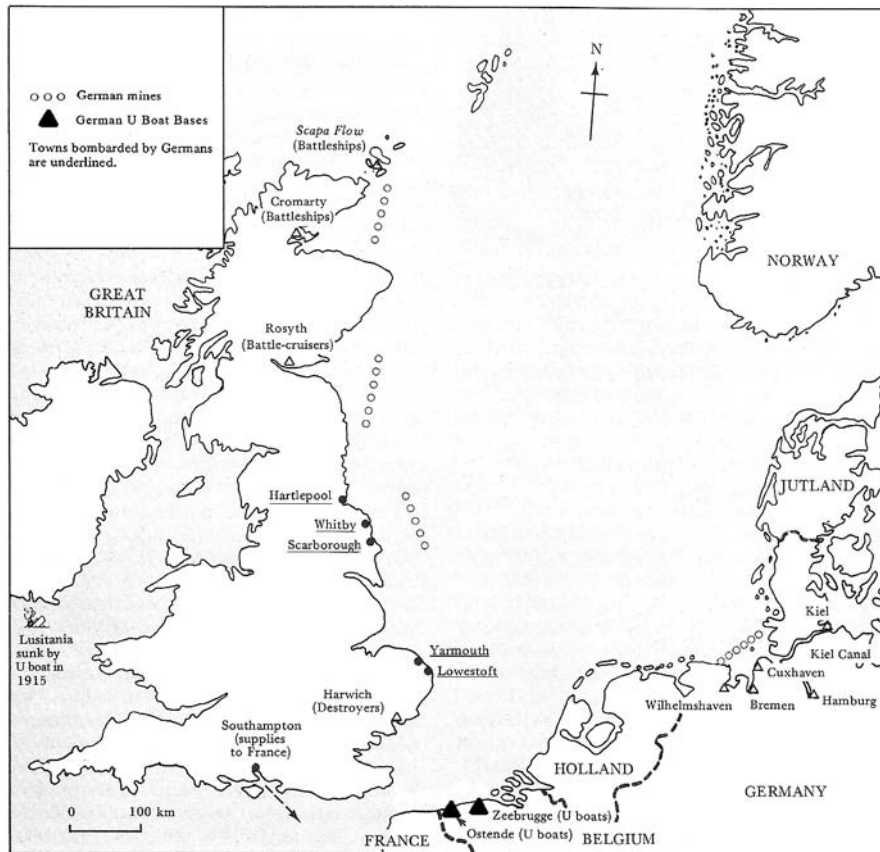 German mines
German U Boat Bases
Towns bombarded by Germans
are underlined.
N
Scapa Flow
(Battleships)
Cromarty
(Battleships)
NORWAY
GREAT
BRITAIN
Rosyth
(Battle-cruisers)
JUTLAND
Hartlepool
Whitby
Scarborough
Kiel
Lusitania
sunk by
U boat in
1915
Kiel Canal
Yarmouth
Lowestoft
Cuxhaven
Harwich
(Destroyers)
Wilhelmshaven
Bremen
Hamburg
Southampton
(supplies
to France)
HOLLAND
GERMANY
0 100 km
Zeebrugge (U boats)
Ostende (U boats)
FRANCE
BELGIUM